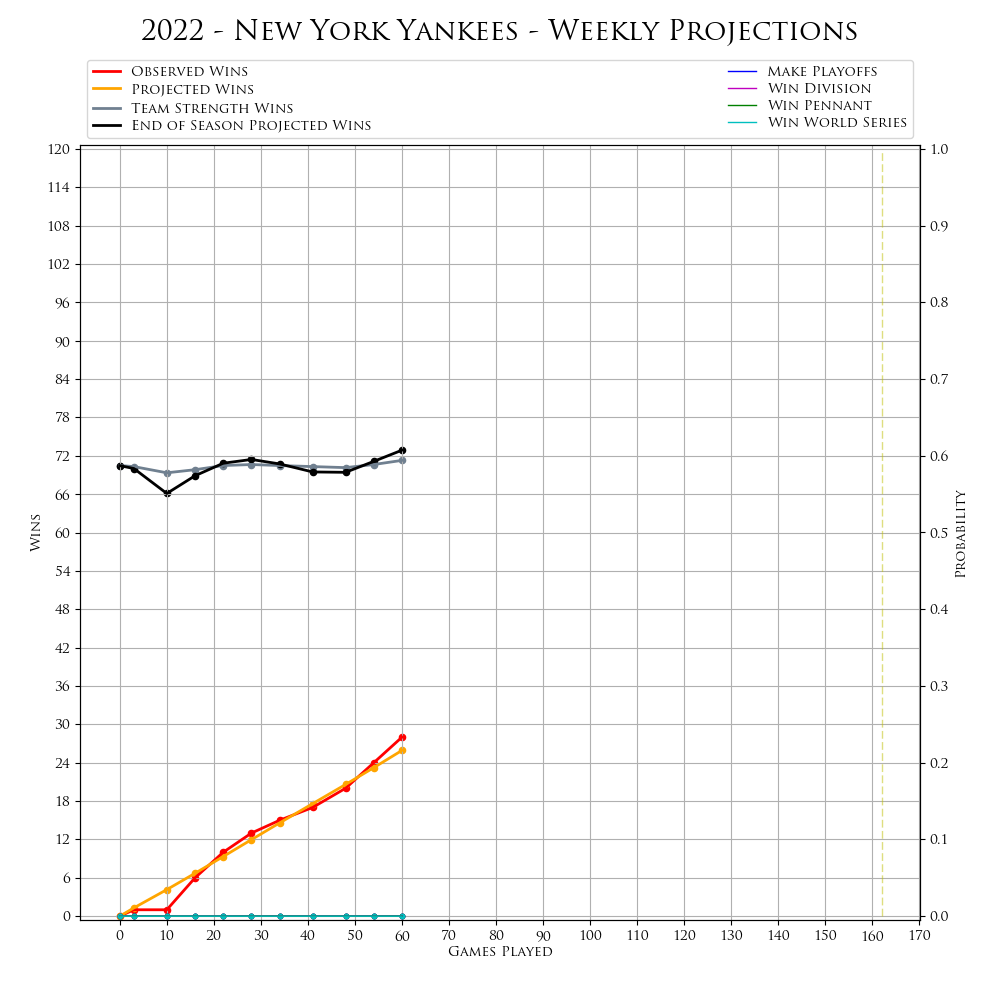 2022 - New York Yankees - Weekly Projections
Observed Wins
Projected Wins
Team Strength Wins
End of Season Projected Wins
Make Playoffs
Win Division
Win Pennant
Win World Series
120
114
108
102
96
90
84
78
72
66
60
54
48
42
36
30
24
18
12
6
0
Wins
1.0
0.9
0.8
0.7
0.6
0.5
0.4
0.3
0.2
0.1
0.0
Probability
0 10 20 30 40 50 60 70 80 90 100 110 120 130 140 150 160 170
Games Played